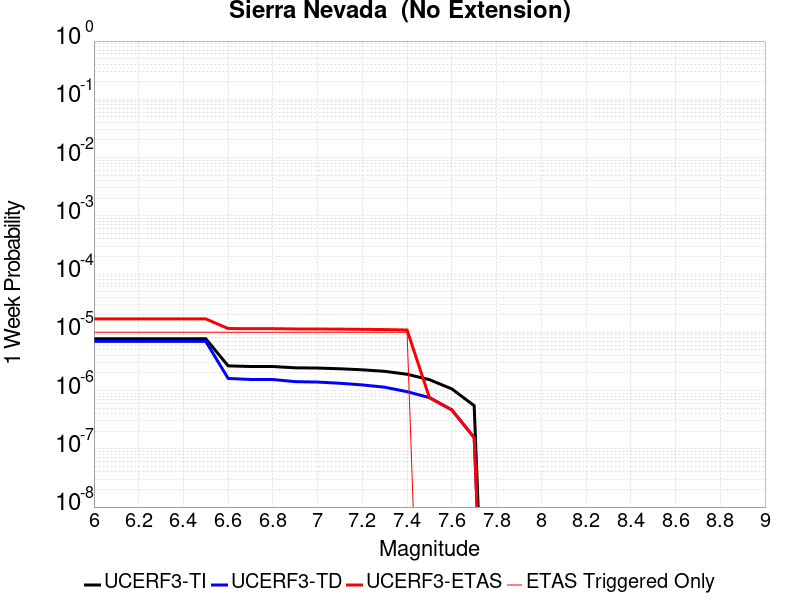 Sierra Nevada  (No Extension)
10^0
10^-1
10^-2
10^-3
10^-4
10^-5
10^-6
10^-7
10^-8
1 Week Probability
6 6.2 6.4 6.6 6.8 7 7.2 7.4 7.6 7.8 8 8.2 8.4 8.6 8.8 9
Magnitude
UCERF3-TI UCERF3-TD UCERF3-ETAS ETAS Triggered Only